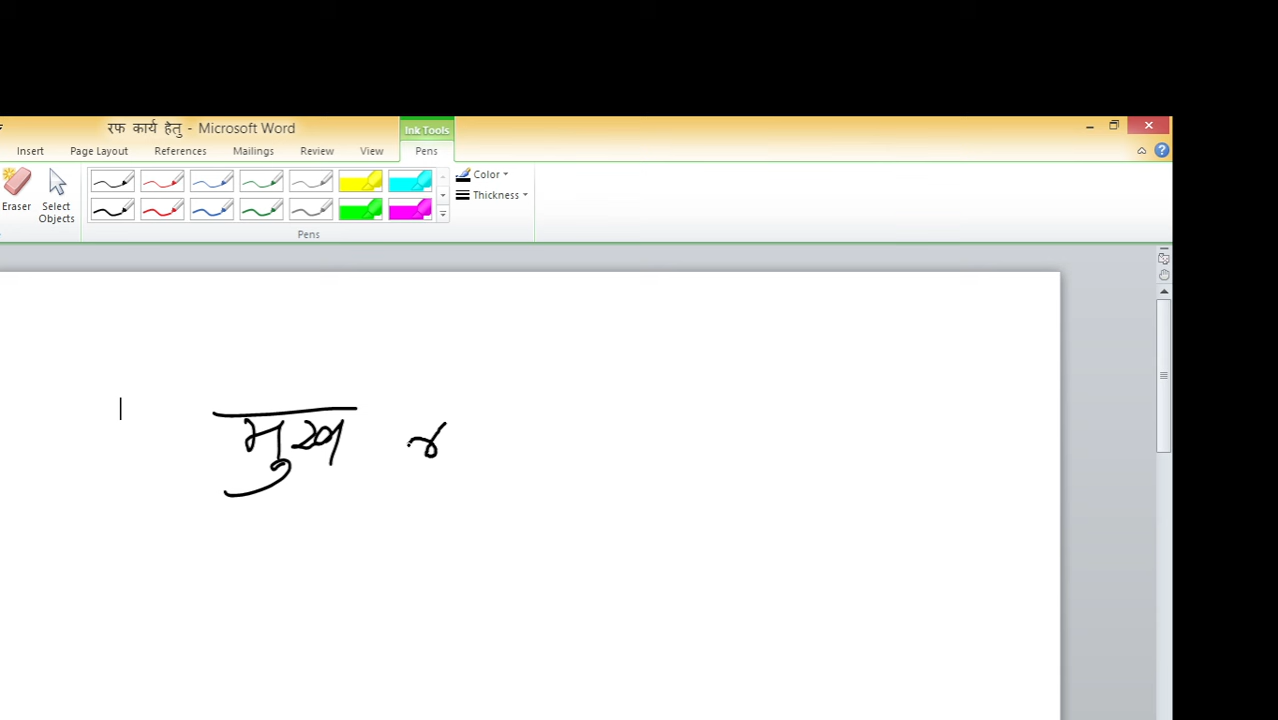 रफ कार्य हेतु - Microsoft Word
Ink Tools
Insert Page Layout References Mailings Review View Pens
Eraser
Select Objects
Color
Thickness
Pens
मुख